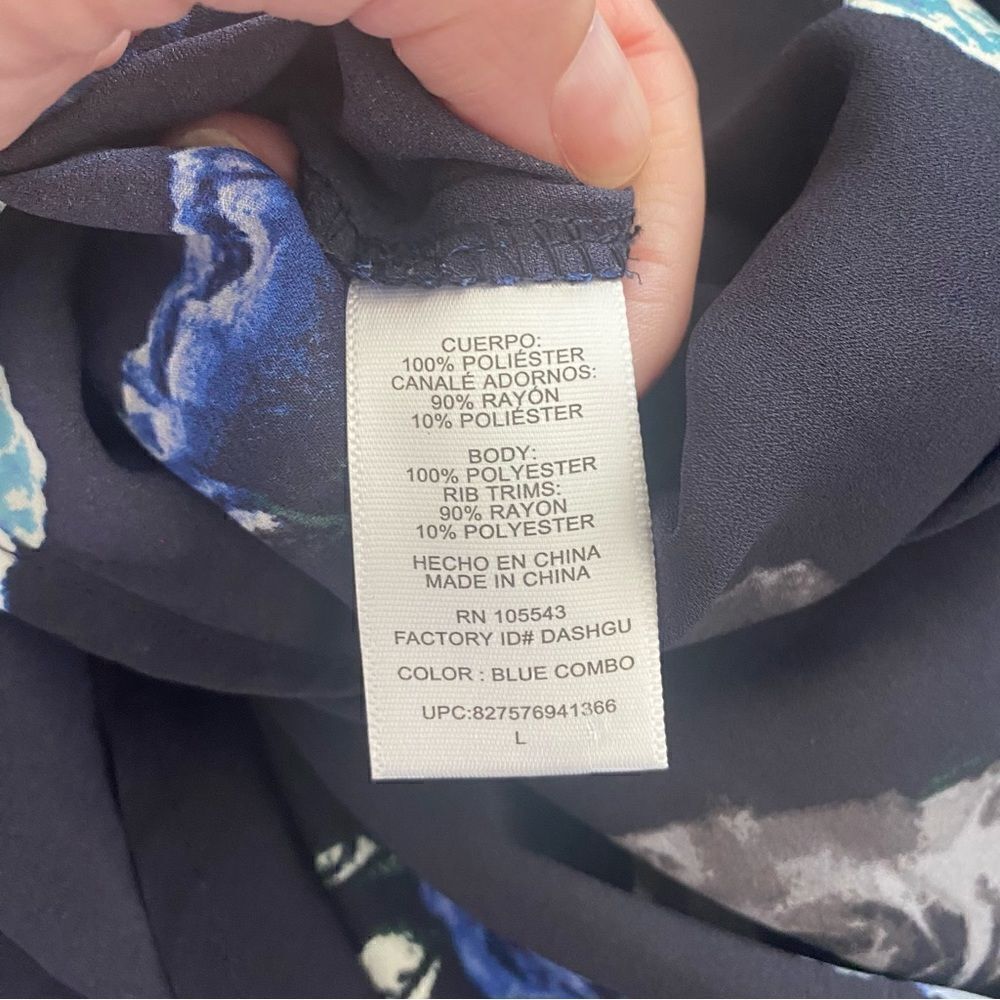 CUERPO:
100% POLIÉSTER
CANALÉ ADORNOS:
90% RAYÓN
10% POLIÉSTER
BODY:
100% POLYESTER
RIB TRIMS:
90% RAYON
10% POLYESTER
HECHO EN CHINA
MADE IN CHINA
RN 105543
FACTORY ID# DASHGU
COLOR : BLUE COMBO
UPC:827576941366
L